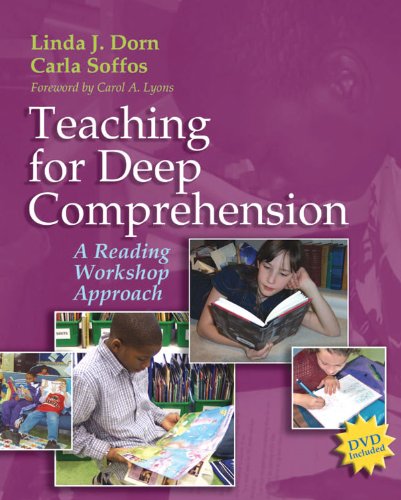 Linda J. Dorn
Carla Soffos
Foreword by Carol A. Lyons
Teaching
for Deep
Comprehension
A Reading
Workshop
Approach
DVD
Included